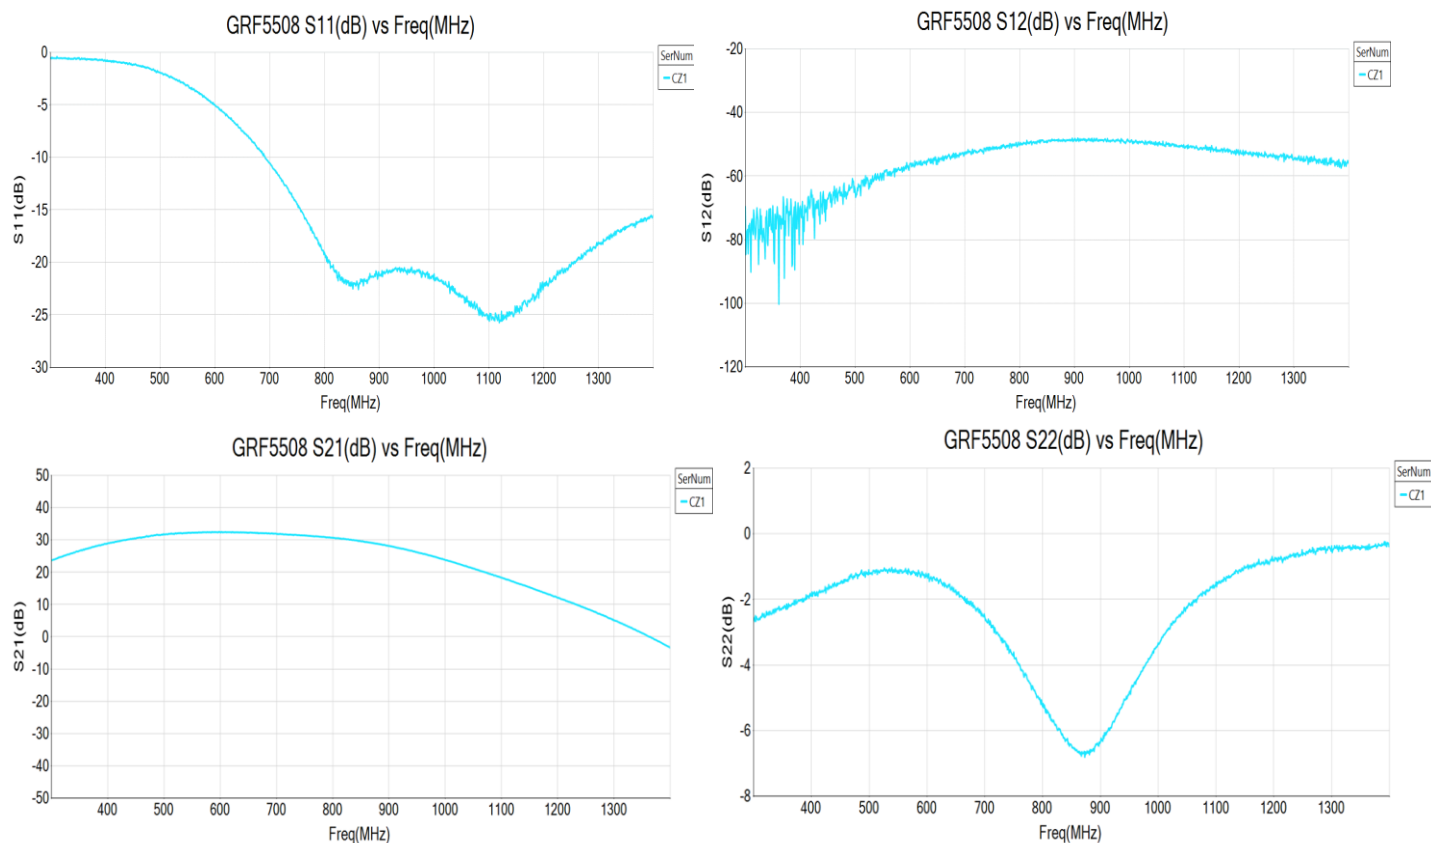 GRF5508 S11(dB) vs Freq(MHz)
SerNum
CZ1
0
-5
-10
-15
-20
-25
-30
S11(dB)
400 500 600 700 800 900 1000 1100 1200 1300
Freq(MHz)
GRF5508 S12(dB) vs Freq(MHz)
SerNum
CZ1
-20
-40
-60
-80
-100
-120
S12(dB)
400 500 600 700 800 900 1000 1100 1200 1300
Freq(MHz)
GRF5508 S21(dB) vs Freq(MHz)
SerNum
CZ1
50
40
30
20
10
0
-10
-20
-30
-40
-50
S21(dB)
400 500 600 700 800 900 1000 1100 1200 1300
Freq(MHz)
GRF5508 S22(dB) vs Freq(MHz)
SerNum
CZ1
2
0
-2
-4
-6
-8
S22(dB)
400 500 600 700 800 900 1000 1100 1200 1300
Freq(MHz)